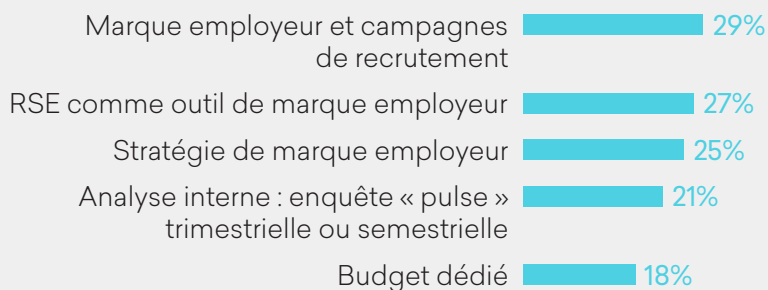 Marque employeur et campagnes 29%
de recrutement
RSE comme outil de marque employeur 27%
Stratégie de marque employeur 25%
Analyse interne : enquête « pulse » 21%
trimestrielle ou semestrielle
Budget dédié 18%